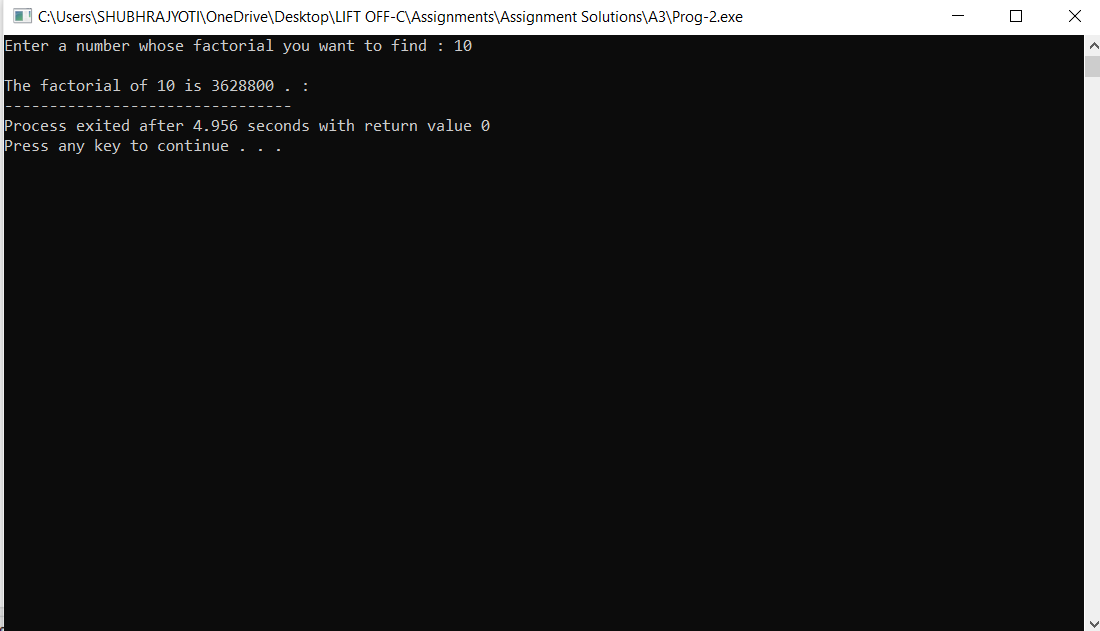 C:\Users\SHUBHRAJYOTI\OneDrive\Desktop\LIFT OFF-C\Assignments\Assignment Solutions\A3\Prog-2.exe
Enter a number whose factorial you want to find : 10
The factorial of 10 is 3628800 . :
--------------------------------
Process exited after 4.956 seconds with return value 0
Press any key to continue . . .